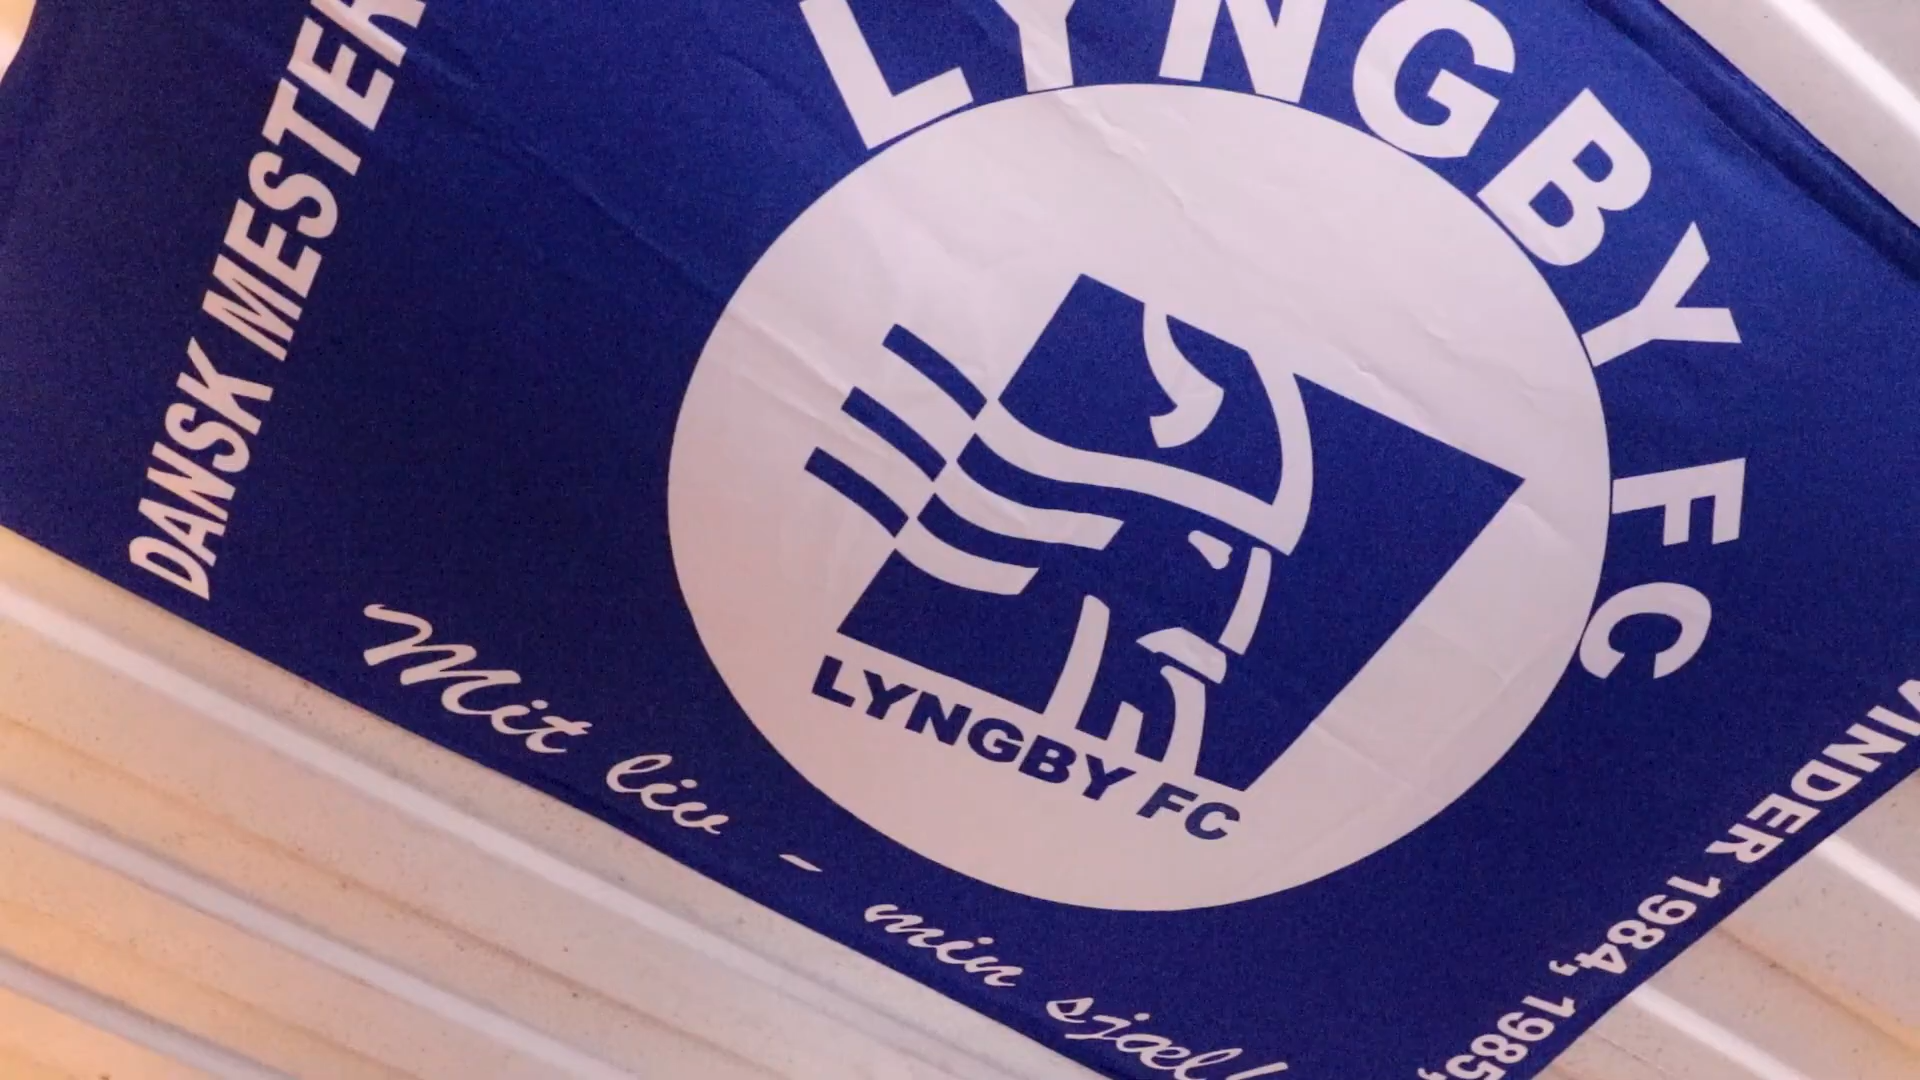 LYNGBY FC
DANSK MESTER
LYNGBY FC
Mit liv - min sjæl
VINDER 1984, 1985,